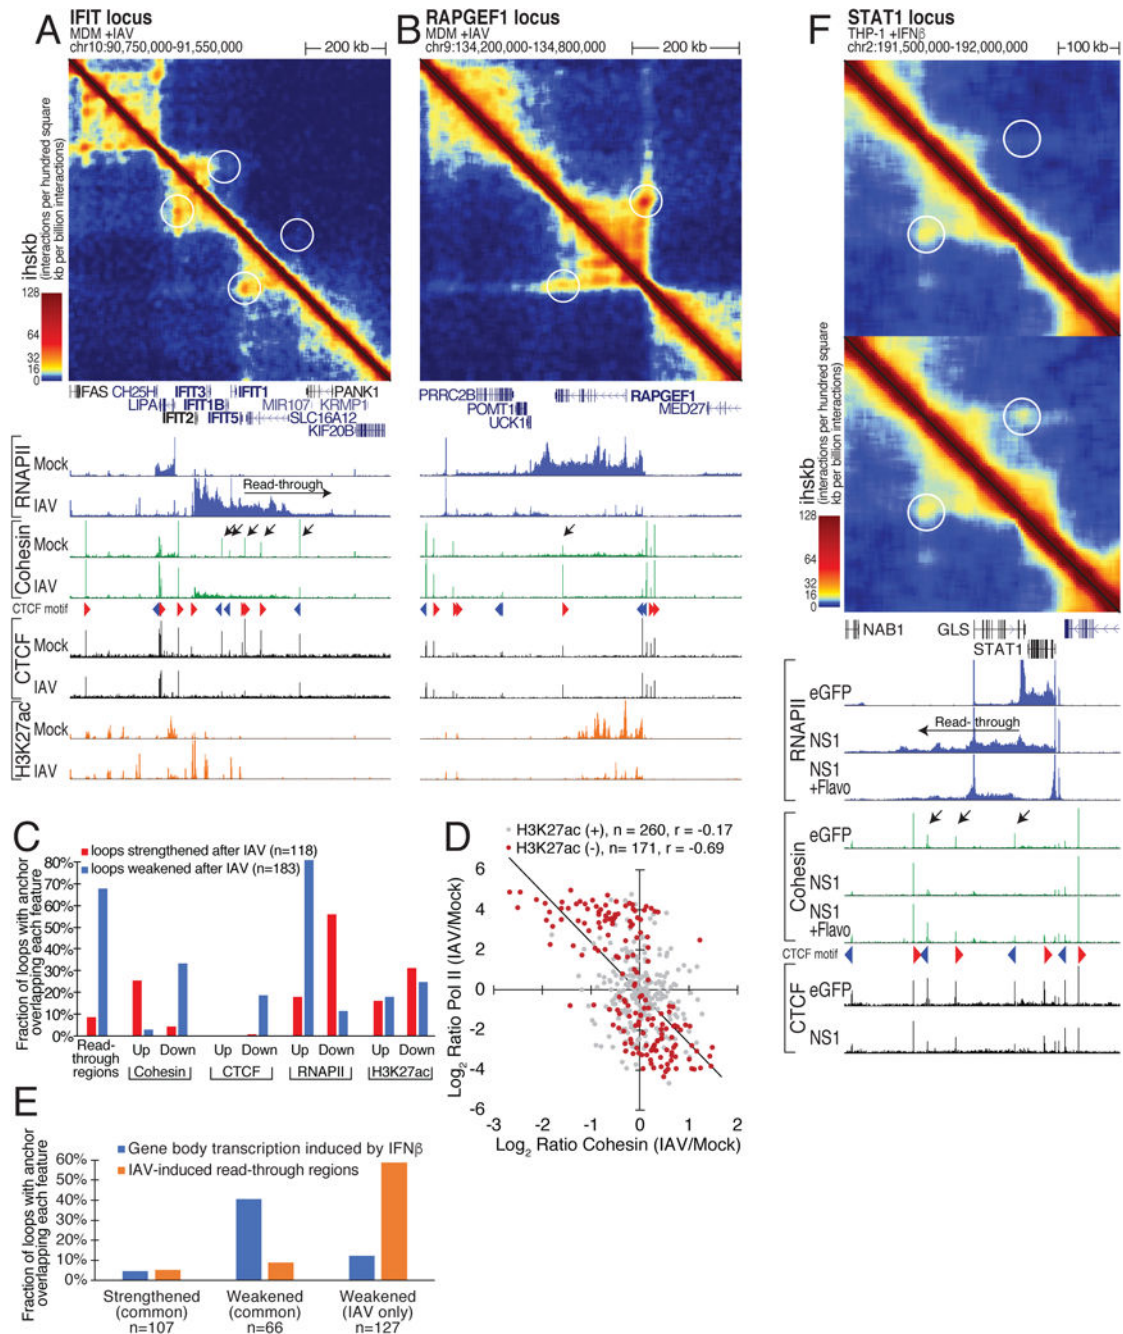 A IFIT locus
MDM +IAV
chr10:90,750,000-91,550,000
200 kb
ihskb
(interactions per hundred square
kb per billion interactions)
128
64
32
16
0
FAS CH25H IFIT3 IFIT1 PANK1
LIPA IFIT1B MIR107 KRMP1
IFIT2 IFIT5 SLC16A12
KIF20B
RNAPII
Mock
IAV
Read-through
Cohesin
Mock
IAV
CTCF motif
CTCF
Mock
IAV
H3K27ac
Mock
IAV
B RAPGEF1 locus
MDM +IAV
chr9:134,200,000-134,800,000
200 kb
PRRC2B RAPGEF1
POMT1 MED27
UCK1
F STAT1 locus
THP-1 +IFNβ
chr2:191,500,000-192,000,000
100 kb
ihskb
(interactions per hundred square
kb per billion interactions)
128
64
32
16
0
NAB1 GLS
STAT1
RNAPII
eGFP
NS1
Read- through
NS1
+Flavo
Cohesin
eGFP
NS1
NS1
+Flavo
CTCF motif
CTCF
eGFP
NS1
C
loops strengthened after IAV (n=118)
loops weakened after IAV (n=183)
Fraction of loops with anchor
overlapping each feature
80%
70%
60%
50%
40%
30%
20%
10%
0%
Read-
through
regions
Up Down Up Down Up Down Up Down
Cohesin CTCF RNAPII H3K27ac
D
H3K27ac (+), n = 260, r = -0.17
H3K27ac (-), n= 171, r = -0.69
Log2 Ratio Pol II (IAV/Mock)
6
4
2
0
-2
-4
-6
-3 -2 -1 0 1 2
Log2 Ratio Cohesin (IAV/Mock)
E
Gene body transcription induced by IFNβ
IAV-induced read-through regions
Fraction of loops with anchor
overlapping each feature
60%
50%
40%
30%
20%
10%
0%
Strengthened Weakened Weakened
(common) (common) (IAV only)
n=107 n=66 n=127